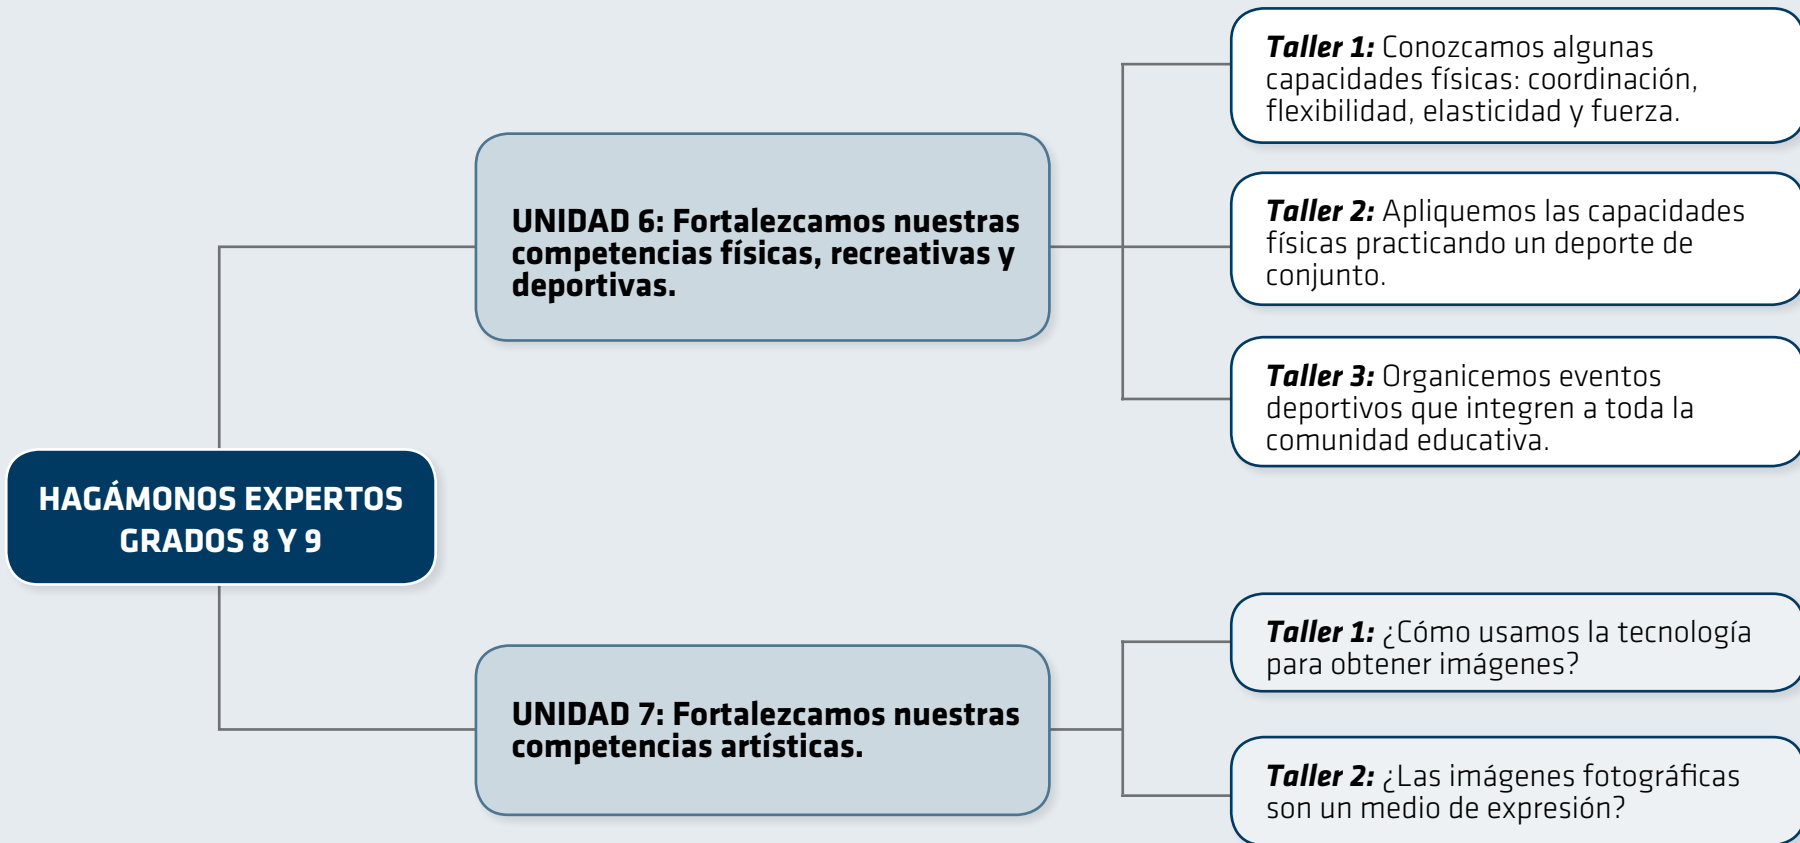 HAGÁMONOS EXPERTOS
GRADOS 8 Y 9
UNIDAD 6: Fortalezcamos nuestras
competencias físicas, recreativas y
deportivas.
Taller 1: Conozcamos algunas
capacidades físicas: coordinación,
flexibilidad, elasticidad y fuerza.
Taller 2: Apliquemos las capacidades
físicas practicando un deporte de
conjunto.
Taller 3: Organicemos eventos
deportivos que integren a toda la
comunidad educativa.
UNIDAD 7: Fortalezcamos nuestras
competencias artísticas.
Taller 1: ¿Cómo usamos la tecnología
para obtener imágenes?
Taller 2: ¿Las imágenes fotográficas
son un medio de expresión?